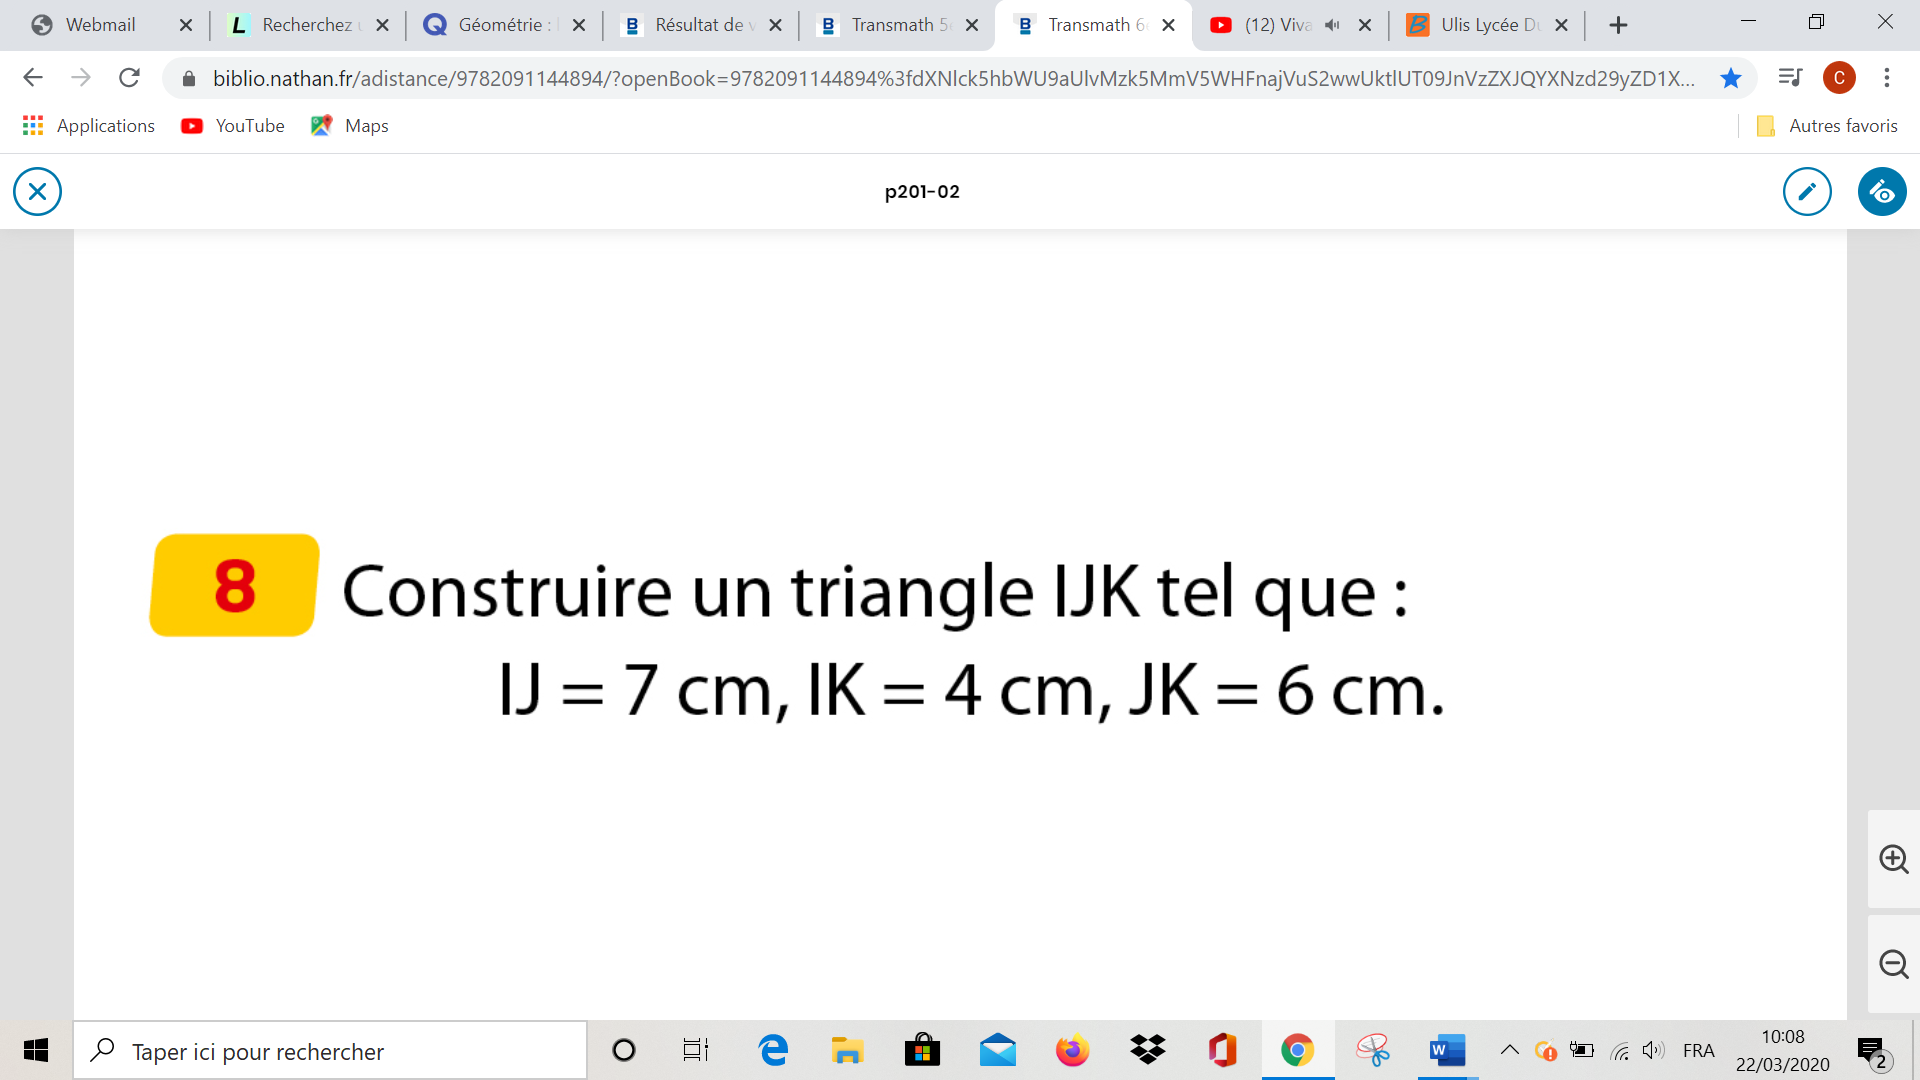 Webmail
Recherchez
Géométrie :
Résultat de v
Transmath 5
Transmath 6
(12) Viva
Ulis Lycée Du
biblio.nathan.fr/adistance/9782091144894/?openBook=9782091144894%3fdXNlck5hbWU9aUlvMzk5MmV5WHFnajVuS2wwUktlUT09JnVzZXJQYXNzd29yZD1X...
C
Applications
YouTube
Maps
Autres favoris
p201-02
8 Construire un triangle IJK tel que :
IJ = 7 cm, IK = 4 cm, JK = 6 cm.
Taper ici pour rechercher
FRA
10:08
22/03/2020
2